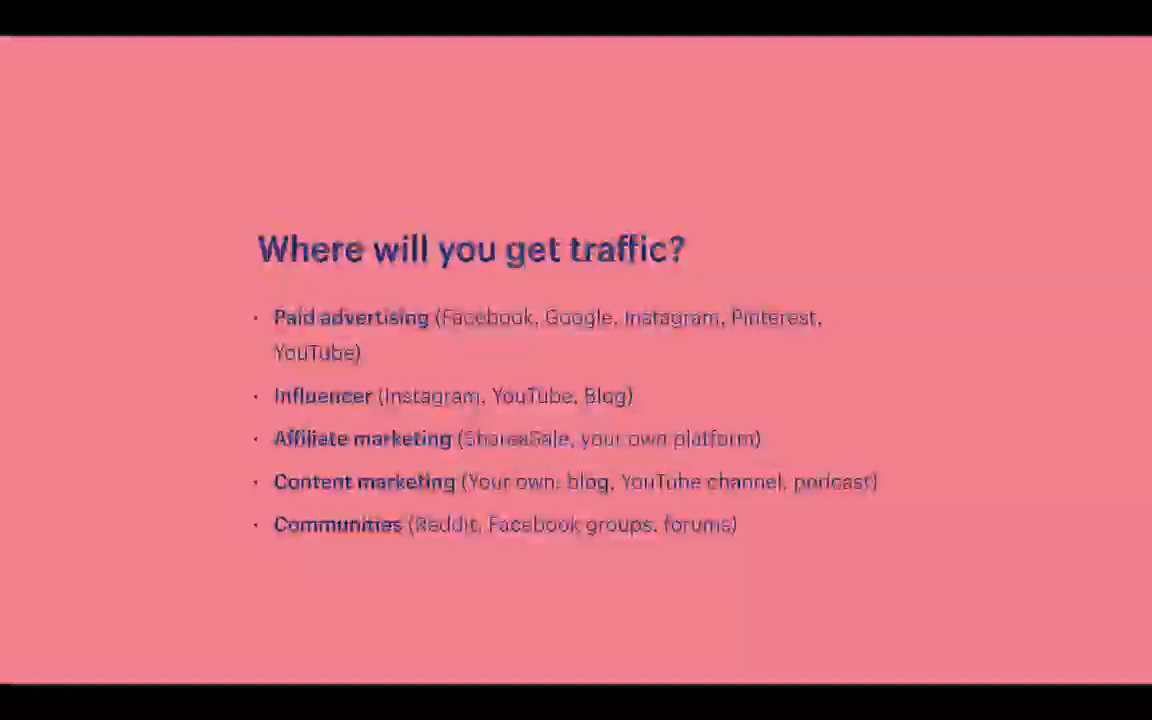 Where will you get traffic?
· Paid advertising (Facebook, Google, Instagram, Pinterest,
YouTube)
· Influencer (Instagram, YouTube, Blog)
· Affiliate marketing (ShareaSale, your own platform)
· Content marketing (Your own: blog, YouTube channel, podcast)
· Communities (Reddit, Facebook groups, forums)